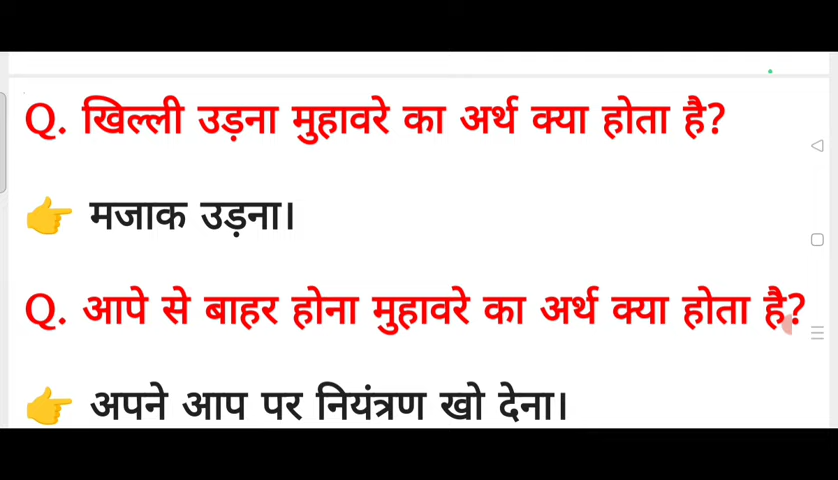 Q. खिल्ली उड़ना मुहावरे का अर्थ क्या होता है?
👉 मजाक उड़ना।
Q. आपे से बाहर होना मुहावरे का अर्थ क्या होता है?
👉 अपने आप पर नियंत्रण खो देना।